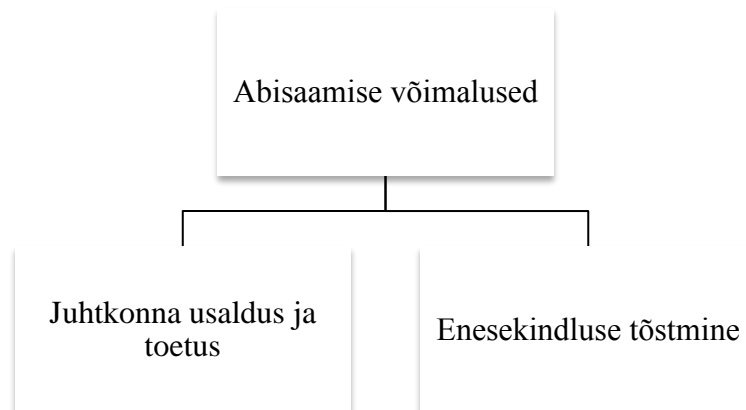 Abisaamise võimalused
Juhtkonna usaldus ja
toetus
Enesekindluse tõstmine